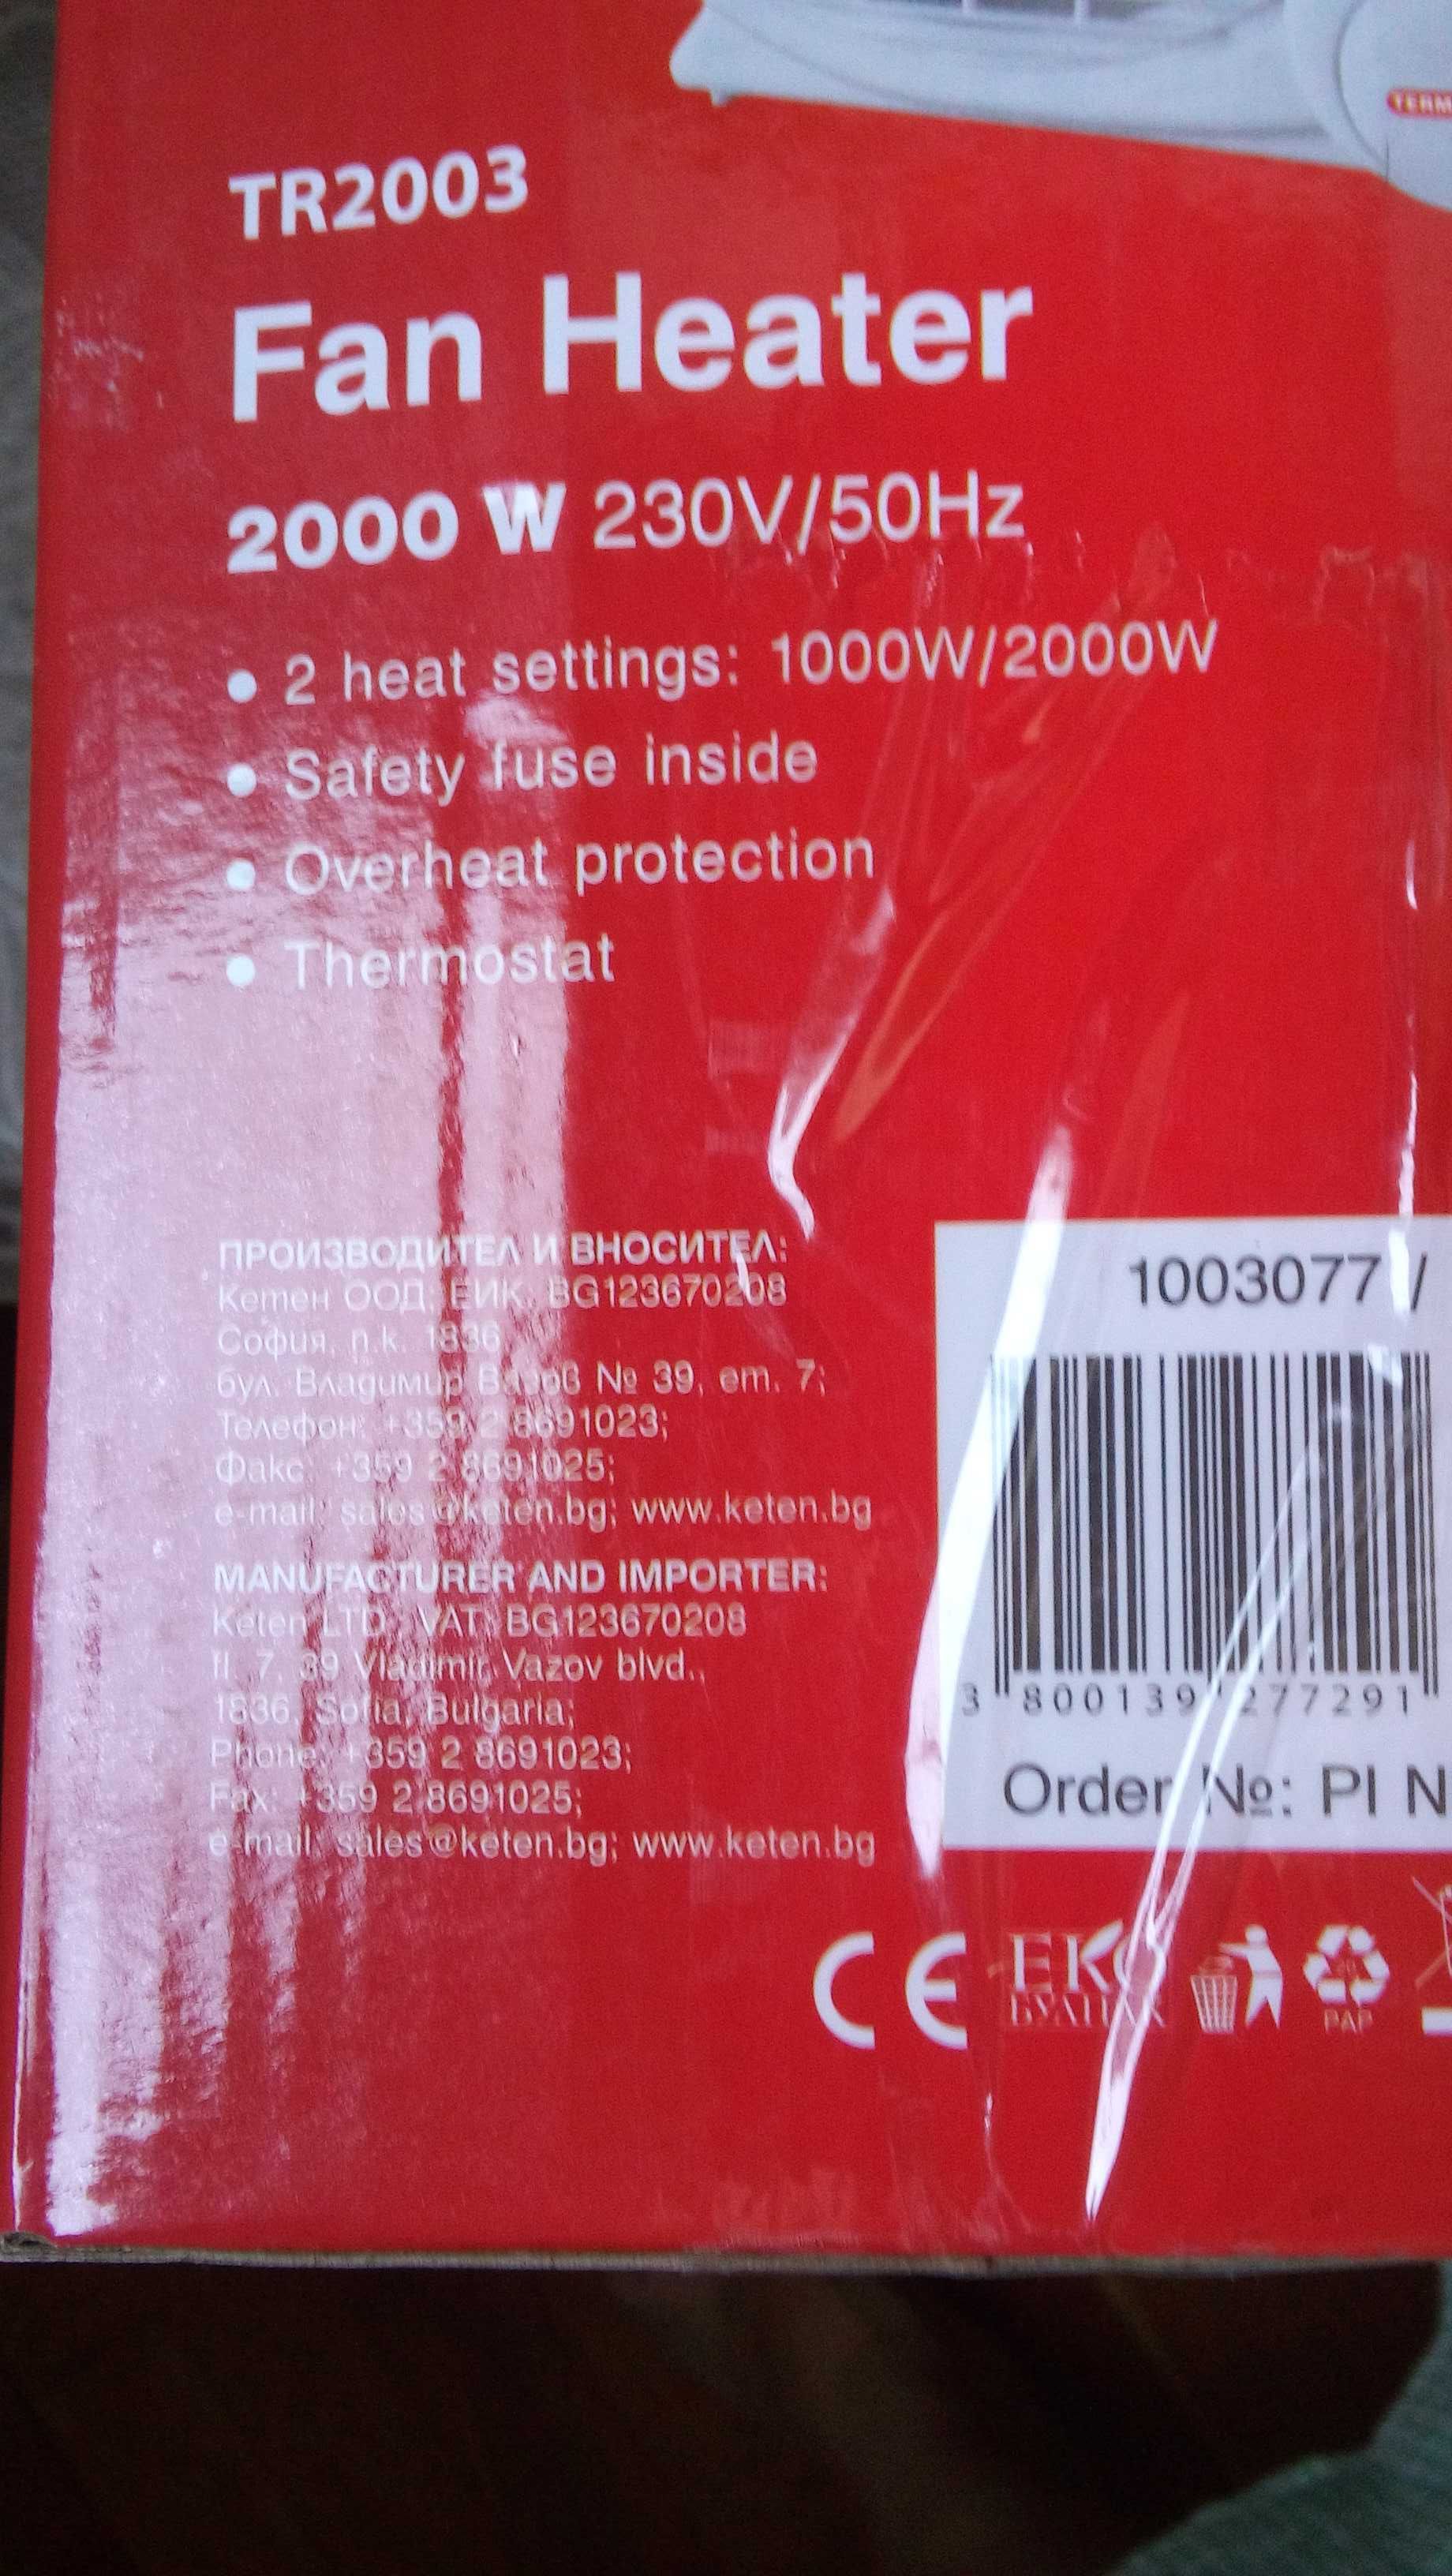 TR2003
Fan Heater
2000 W 230V/50Hz
• 2 heat settings: 1000W/2000W
• Safety fuse inside
• Overheat protection
• Thermostat
ПРОИЗВОДИТЕЛ И ВНОСИТЕЛ:
Кетен ООД; ЕИК: BG123670208
София, п.к. 1836
бул. Владимир Вазов № 39, ет. 7;
Телефон: +359 2 8691023;
Факс: +359 2 8691025;
e-mail: sales@keten.bg; www.keten.bg
MANUFACTURER AND IMPORTER:
Keten LTD; VAT: BG123670208
fl. 7, 39 Vladimir Vazov blvd.,
1836, Sofia, Bulgaria;
Phone: +359 2 8691023;
Fax: +359 2 8691025;
e-mail: sales@keten.bg; www.keten.bg
1003077 /
3 800139 277291
Order №: PI N
CE
ЕКО
БУЛПАК
PAP